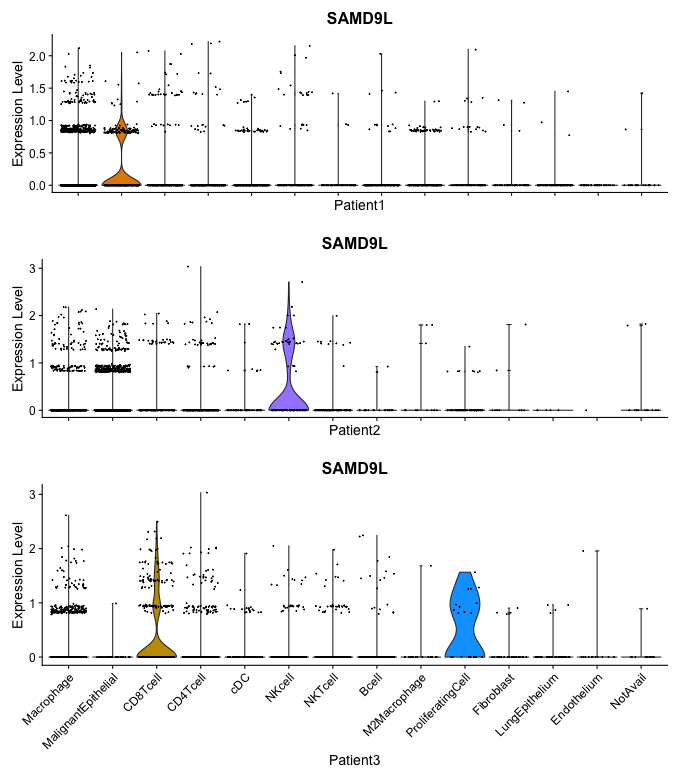 SAMD9L
Expression Level
2.0
1.5
1.0
0.5
0.0
Patient1
SAMD9L
Expression Level
3
2
1
0
Patient2
SAMD9L
Expression Level
3
2
1
0
Macrophage
MalignantEpithelial
CD8Tcell
CD4Tcell
cDC
NKcell
NKTcell
Bcell
M2Macrophage
ProliferatingCell
Fibroblast
LungEpithelium
Endothelium
NotAvail
Patient3